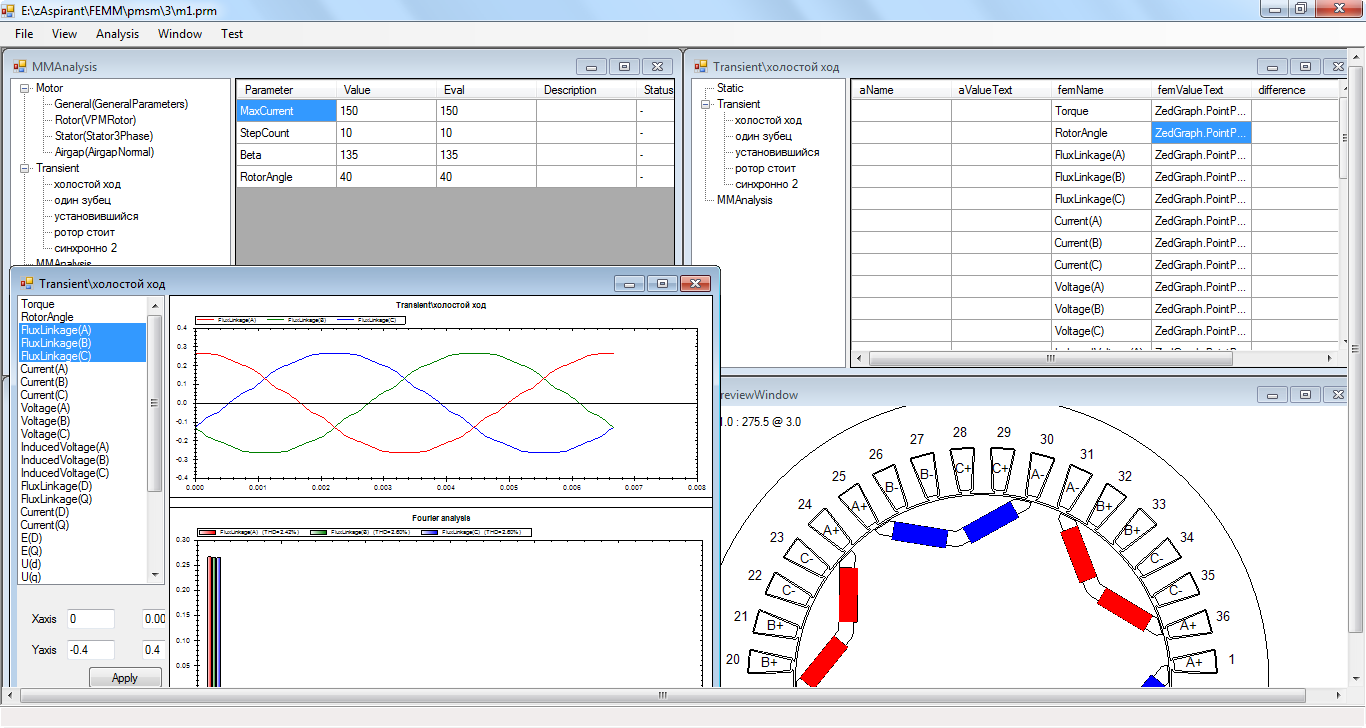 E:\zAspirant\FEMM\pmsm\3\m1.prm
File View Analysis Window Test
MMAnalysis
Motor
General(GeneralParameters)
Rotor(VPMRotor)
Stator(Stator3Phase)
Airgap(AirgapNormal)
Transient
холостой ход
один зубец
установившийся
ротор стоит
синхронно 2
MMAnalysis
Parameter Value Eval Description Status
MaxCurrent 150 150 -
StepCount 10 10 -
Beta 135 135 -
RotorAngle 40 40 -
Transient\холостой ход
Static
Transient
холостой ход
один зубец
установившийся
ротор стоит
синхронно 2
MMAnalysis
aName aValueText femName femValueText difference
Torque ZedGraph.PointP...
RotorAngle ZedGraph.PointP...
FluxLinkage(A) ZedGraph.PointP...
FluxLinkage(B) ZedGraph.PointP...
FluxLinkage(C) ZedGraph.PointP...
Current(A) ZedGraph.PointP...
Current(B) ZedGraph.PointP...
Current(C) ZedGraph.PointP...
Voltage(A) ZedGraph.PointP...
Voltage(B) ZedGraph.PointP...
Voltage(C) ZedGraph.PointP...
Transient\холостой ход
Torque
RotorAngle
FluxLinkage(A)
FluxLinkage(B)
FluxLinkage(C)
Current(A)
Current(B)
Current(C)
Voltage(A)
Voltage(B)
Voltage(C)
InducedVoltage(A)
InducedVoltage(B)
InducedVoltage(C)
FluxLinkage(D)
FluxLinkage(Q)
Current(D)
Current(Q)
E(D)
E(Q)
U(d)
U(q)
Xaxis 0 0.00
Yaxis -0.4 0.4
Apply
Transient\холостой ход
FluxLinkage(A) FluxLinkage(B) FluxLinkage(C)
0.4
0.3
0.2
0.1
0.0
-0.1
-0.2
-0.3
-0.4
0.000 0.001 0.002 0.003 0.004 0.005 0.006 0.007 0.008
Fourier analysis
FluxLinkage(A) (THD=2.42%) FluxLinkage(B) (THD=2.60%) FluxLinkage(C) (THD=2.60%)
0.30
0.25
0.20
0.15
0.10
0.05
reviewWindow
1.0 : 275.5 @ 3.0
20 21 22 23 24 25 26 27 28 29 30 31 32 33 34 35 36 1
B+ B+ C- C- A+ A+ B- B- C+ C+ A- A- B+ B+ C- C- A+ A+